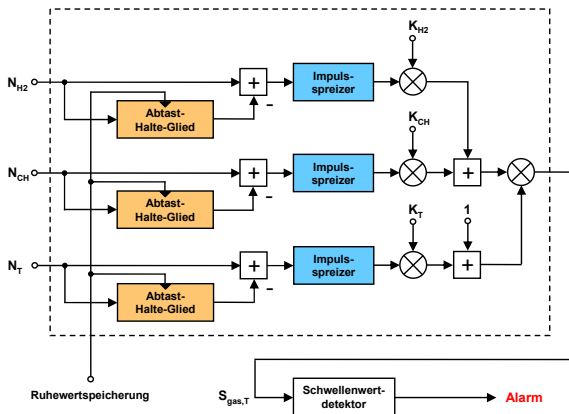 K_H2
N_H2
+
Impuls-
spreizer
-
Abtast-
Halte-Glied
K_CH
N_CH
+
Impuls-
spreizer
+
-
Abtast-
Halte-Glied
K_T
1
N_T
+
Impuls-
spreizer
+
-
Abtast-
Halte-Glied
Ruhewertspeicherung
S_gas,T
Schwellenwert-
detektor
Alarm